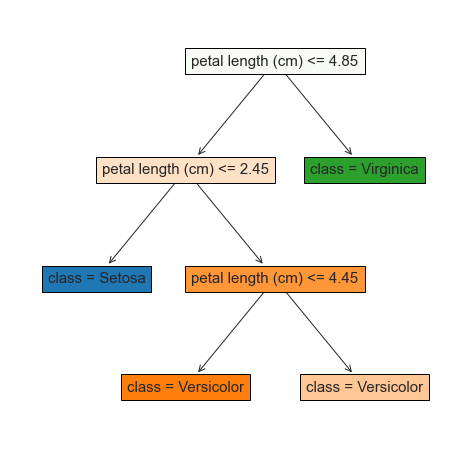 petal length (cm) <= 4.85
petal length (cm) <= 2.45
class = Virginica
class = Setosa
petal length (cm) <= 4.45
class = Versicolor
class = Versicolor